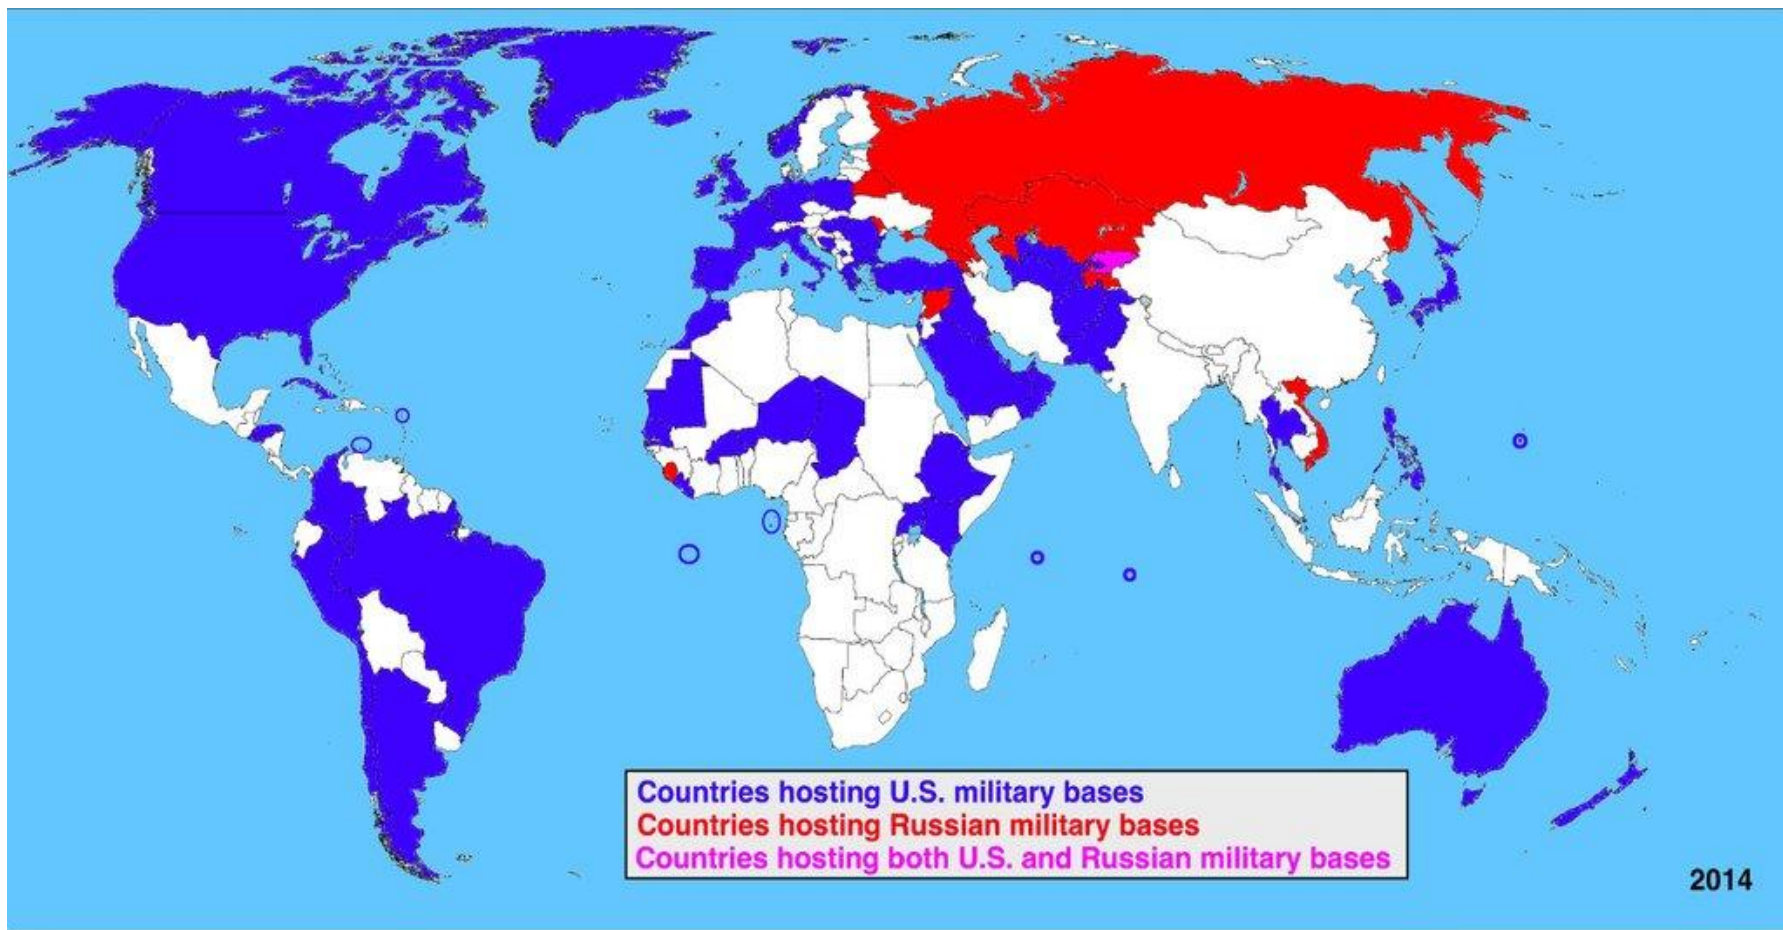 Countries hosting U.S. military bases
Countries hosting Russian military bases
Countries hosting both U.S. and Russian military bases
2014